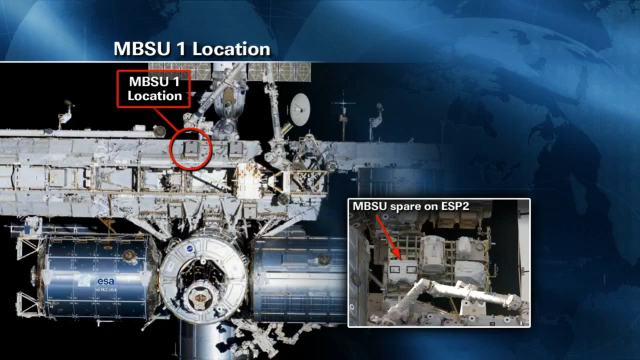 MBSU 1 Location
MBSU 1
Location
MBSU spare on ESP2
esa